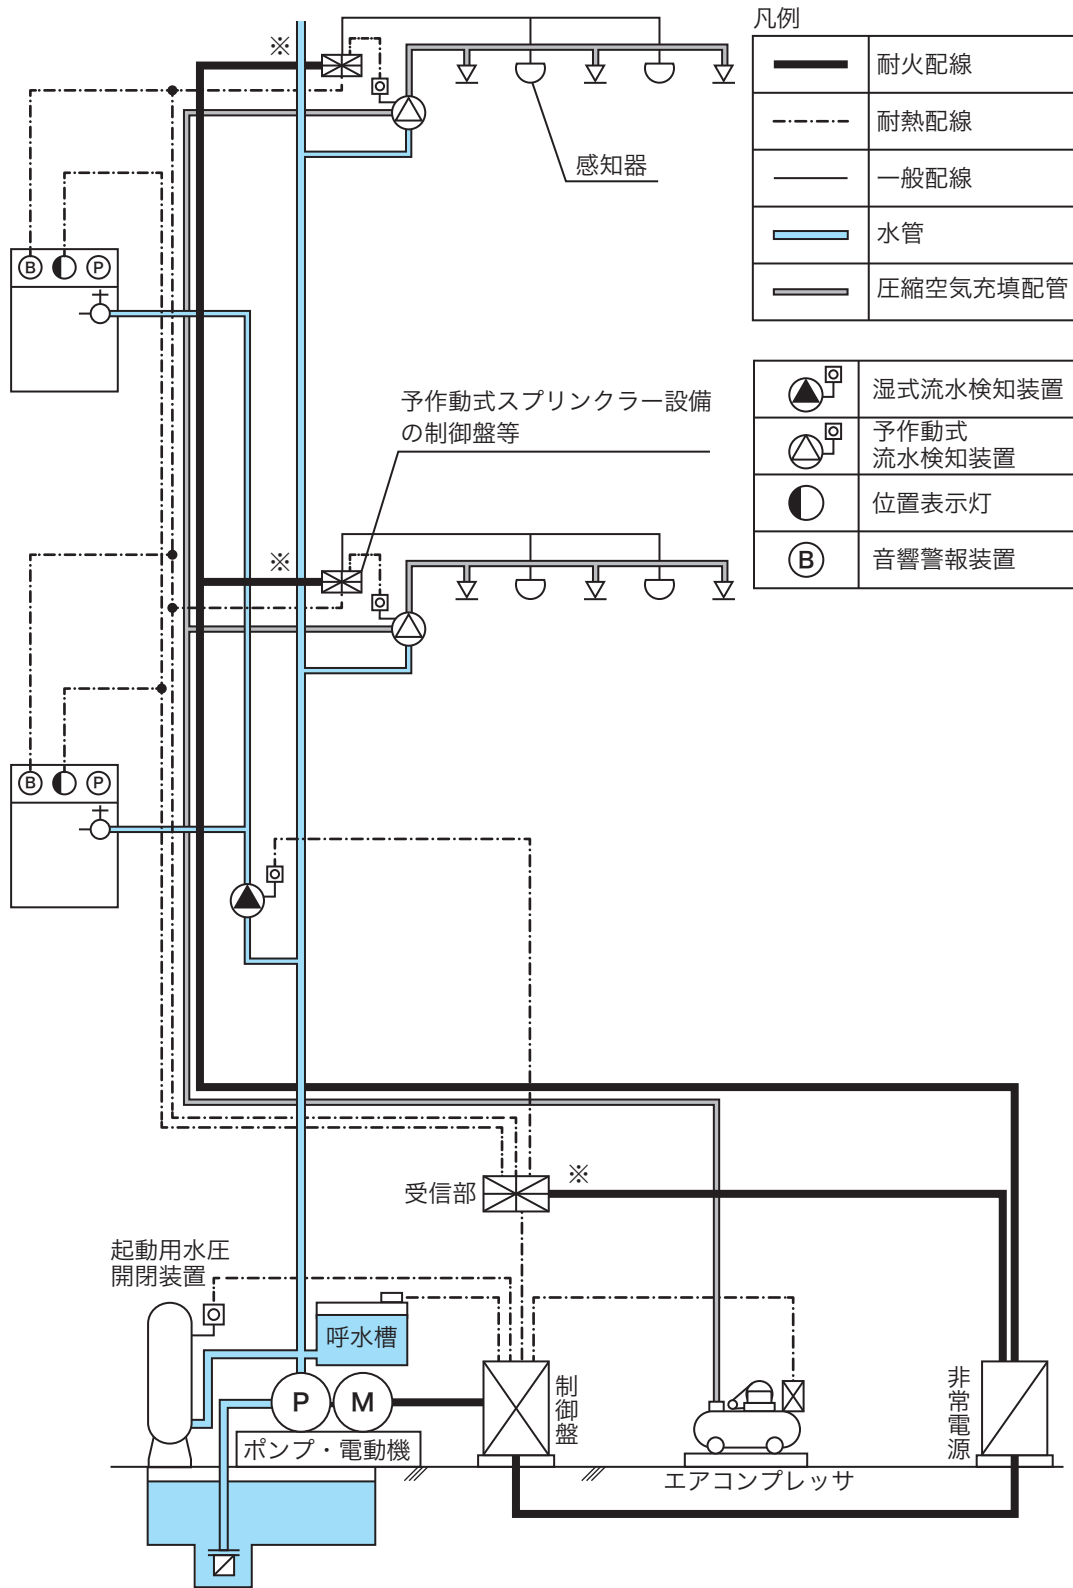 凡例
耐火配線
耐熱配線
一般配線
水管
圧縮空気充填配管
湿式流水検知装置
予作動式
流水検知装置
位置表示灯
B
音響警報装置
※
感知器
B
P
予作動式スプリンクラー設備
の制御盤等
※
B
P
※
受信部
起動用水圧
開閉装置
呼水槽
P
M
ポンプ・電動機
制御盤
エアコンプレッサ
非常電源